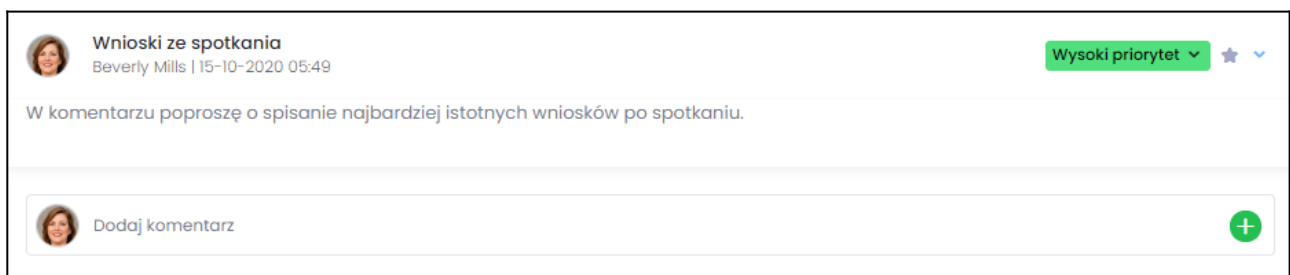 Wnioski ze spotkania
Beverly Mills | 15-10-2020 05:49
Wysoki priorytet
W komentarzu poproszę o spisanie najbardziej istotnych wniosków po spotkaniu.
Dodaj komentarz